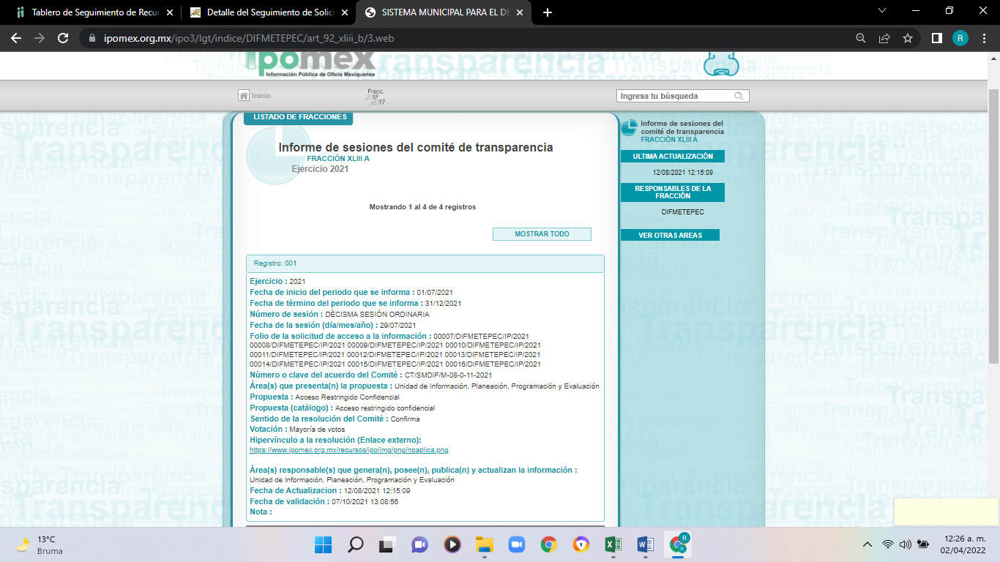 Tablero de Seguimiento de Recur
Detalle del Seguimiento de Solici
SISTEMA MUNICIPAL PARA EL DE
ipomex.org.mx/ipo3/lgt/indice/DIFMETEPEC/art_92_xliii_b/3.web
R
ipomex
Información Pública de Oficio Mexiquense
Inicio
Fracc.
Ingresa tu búsqueda
LISTADO DE FRACCIONES
Informe de sesiones del comité de transparencia
FRACCIÓN XLIII A
Ejercicio 2021
Mostrando 1 al 4 de 4 registros
MOSTRAR TODO
Registro: 001
Ejercicio : 2021
Fecha de inicio del periodo que se informa : 01/07/2021
Fecha de término del periodo que se informa : 31/12/2021
Número de sesión : DÉCISMA SESIÓN ORDINARIA
Fecha de la sesión (día/mes/año) : 29/07/2021
Folio de la solicitud de acceso a la información : 00007/DIFMETEPEC/IP/2021
00008/DIFMETEPEC/IP/2021 00009/DIFMETEPEC/IP/2021 00010/DIFMETEPEC/IP/2021
00011/DIFMETEPEC/IP/2021 00012/DIFMETEPEC/IP/2021 00013/DIFMETEPEC/IP/2021
00014/DIFMETEPEC/IP/2021 00015/DIFMETEPEC/IP/2021 00016/DIFMETEPEC/IP/2021
Número o clave del acuerdo del Comité : CT/SMDIF/M-08-0-11-2021
Área(s) que presenta(n) la propuesta : Unidad de Información, Planeación, Programación y Evaluación
Propuesta : Acceso Restringido Confidencial
Propuesta (catálogo) : Acceso restringido confidencial
Sentido de la resolución del Comité : Confirma
Votación : Mayoría de votos
Hipervínculo a la resolución (Enlace externo):
https://www.ipomex.org.mx/recursos/ipo/img/png/noaplica.png
Área(s) responsable(s) que genera(n), posee(n), publica(n) y actualizan la información :
Unidad de Información, Planeación, Programación y Evaluación
Fecha de Actualizacion : 12/08/2021 12:15:09
Fecha de validación : 07/10/2021 13:08:56
Nota :
Informe de sesiones del
comité de transparencia
FRACCIÓN XLIII A
ULTIMA ACTUALIZACIÓN
12/08/2021 12:15:09
RESPONSABLES DE LA
FRACCIÓN
DIFMETEPEC
VER OTRAS AREAS
13°C
Bruma
12:26 a. m.
02/04/2022